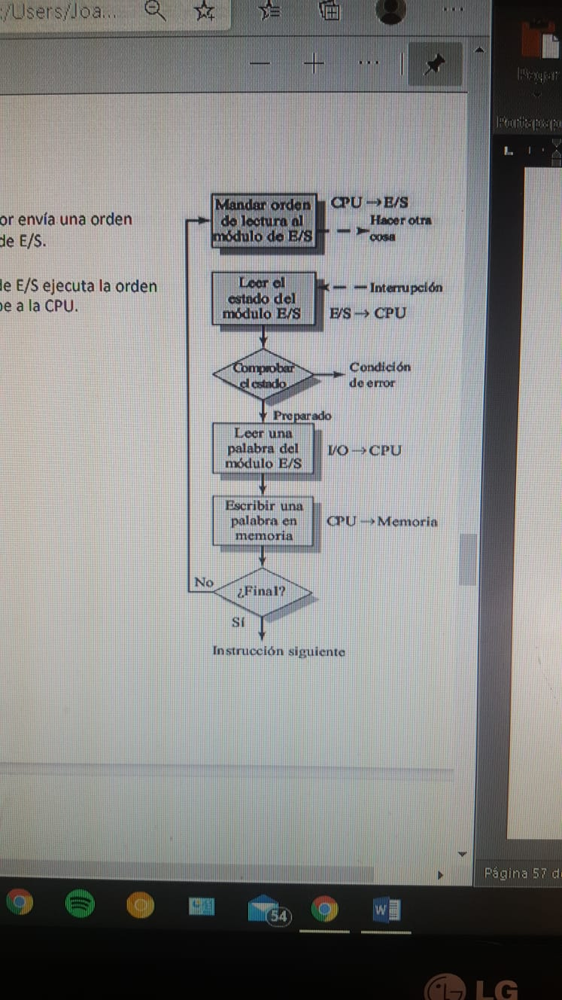 :/Users/Joa...
or envía una orden
de E/S.
de E/S ejecuta la orden
pe a la CPU.
Mandar orden
de lectura al
módulo de E/S
CPU → E/S
Hacer otra
cosa
Leer el
estado del
módulo E/S
Interrupción
E/S → CPU
Comprobar
el estado
Condición
de error
Preparado
Leer una
palabra del
módulo E/S
I/O → CPU
Escribir una
palabra en
memoria
CPU → Memoria
No
¿Final?
Sí
Instrucción siguiente
Página 57 d
54
W
LG